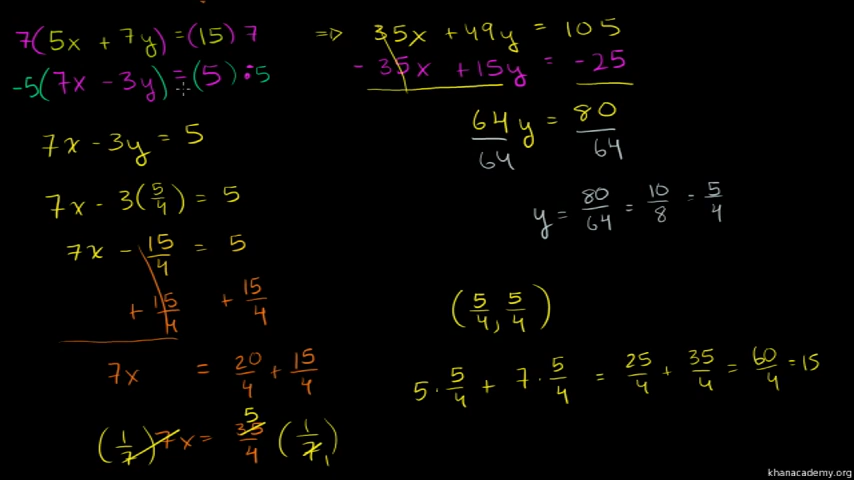 7(5x + 7y) = (15) 7
-5(7x - 3y) = (5) • 5
7x - 3y = 5
7x - 3(5/4) = 5
7x - 15/4 = 5
+ 15/4 + 15/4
7x = 20/4 + 15/4
(1/7) 7x = 35/4 5 (1/7) 1
⇒ 35x + 49y = 105
- 35x + 15y = -25
64y = 80
64 64
y = 80/64 = 10/8 = 5/4
(5/4, 5/4)
5 · 5/4 + 7 · 5/4 = 25/4 + 35/4 = 60/4 = 15
khanacademy.org